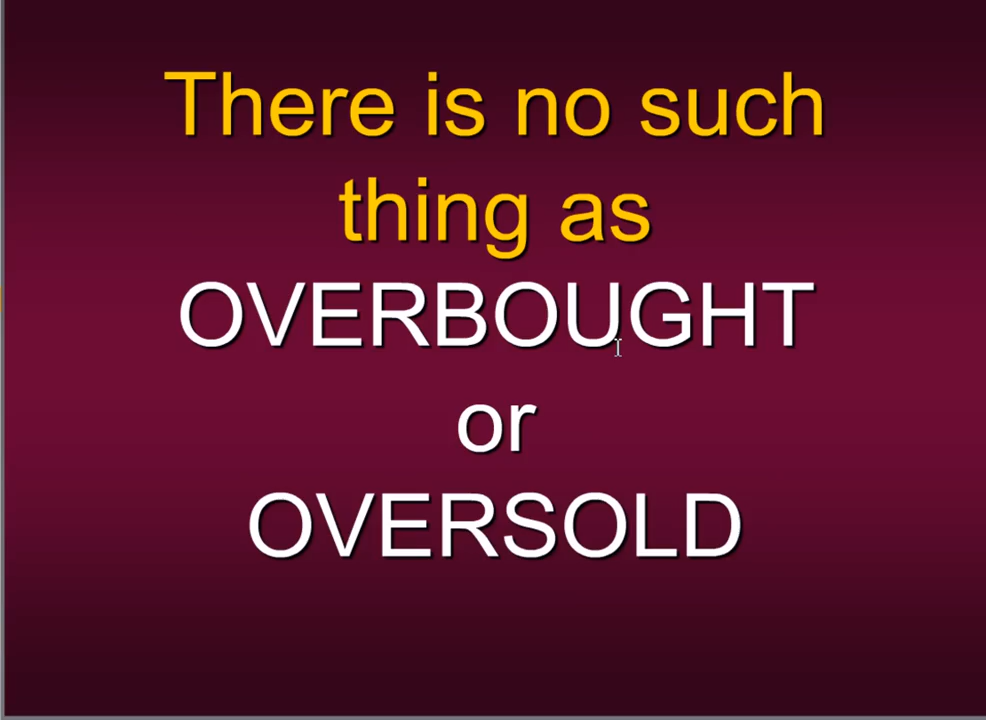 There is no such
thing as
OVERBOUGHT
or
OVERSOLD